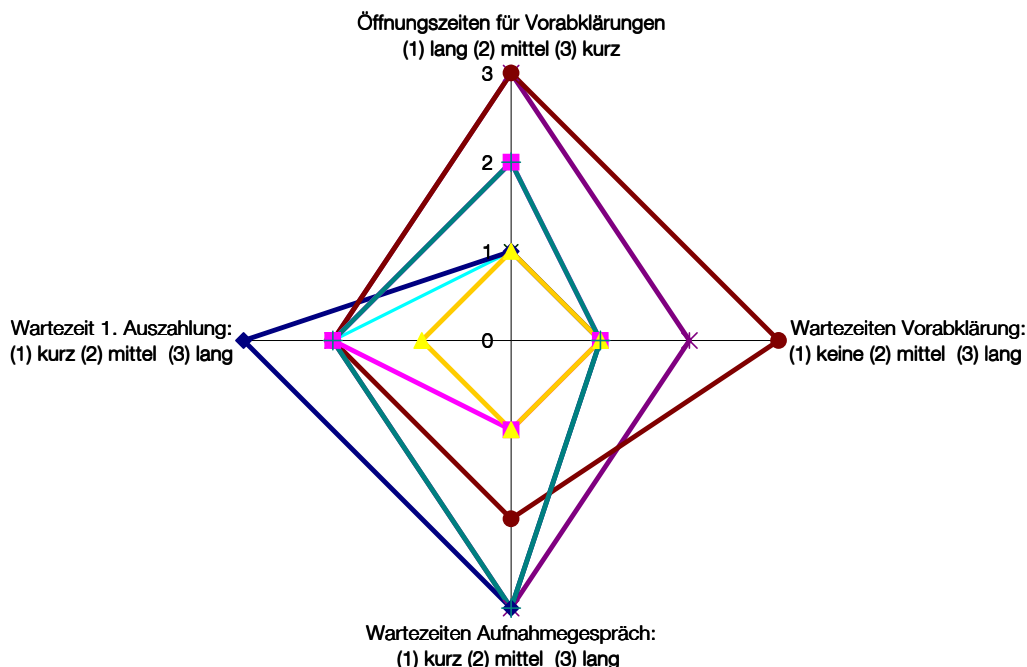 Öffnungszeiten für Vorabklärungen
(1) lang (2) mittel (3) kurz
3
2
1
0
Wartezeit 1. Auszahlung:
(1) kurz (2) mittel  (3) lang
Wartezeiten Vorabklärung:
(1) keine (2) mittel  (3) lang
Wartezeiten Aufnahmegespräch:
(1) kurz (2) mittel  (3) lang